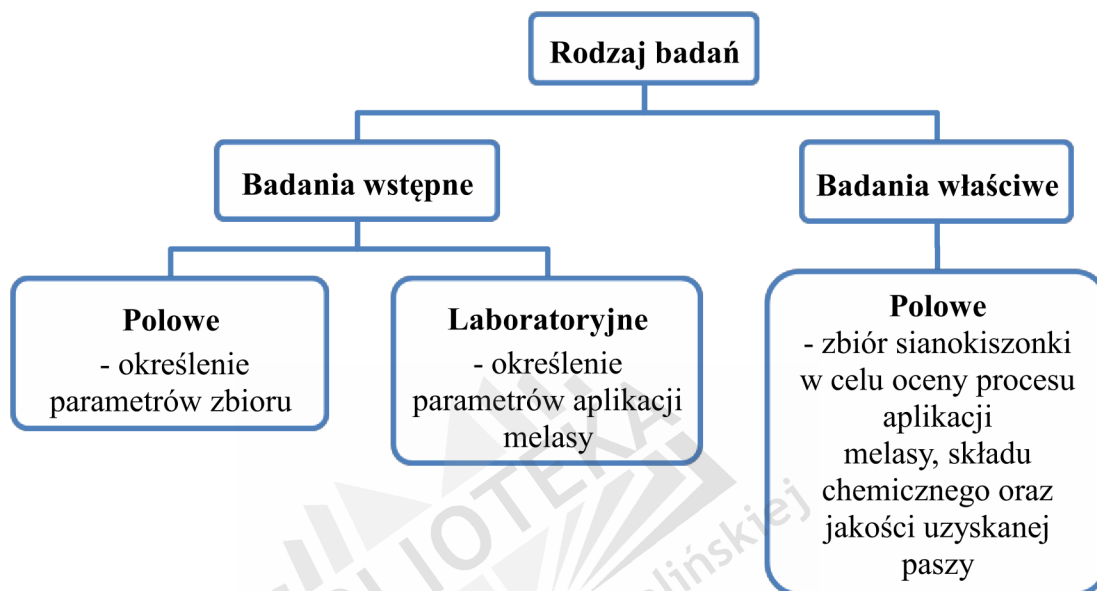 Rodzaj badań
Badania wstępne
Badania właściwe
Polowe
- określenie
parametrów zbioru
Laboratoryjne
- określenie
parametrów aplikacji
melasy
Polowe
- zbiór sianokiszonki
w celu oceny procesu
aplikacji
melasy, składu
chemicznego oraz
jakości uzyskanej
paszy